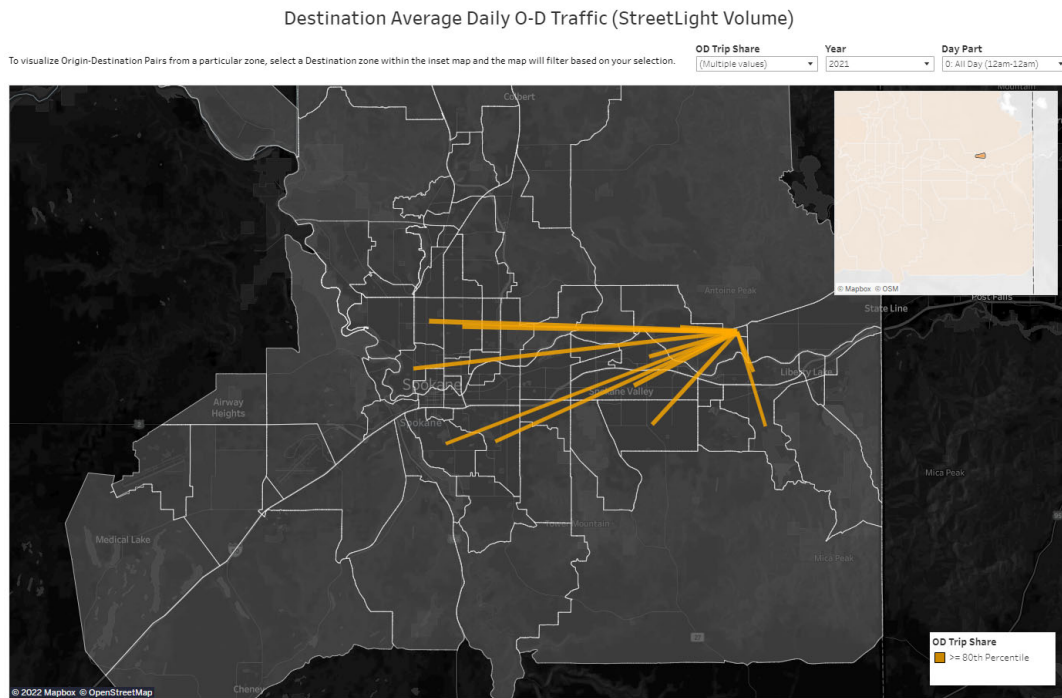 Destination Average Daily O-D Traffic (StreetLight Volume)
To visualize Origin-Destination Pairs from a particular zone, select a Destination zone within the inset map and the map will filter based on your selection.
OD Trip Share
(Multiple values)
Year
2021
Day Part
0: All Day (12am-12am)
Colbert
Mountain
© Mapbox © OSM
Antoine Peak
Post Falls
State Line
Liberty Lake
Spokane
Spokane Valley
Airway
Heights
Spokane
Mica Peak
Tower Mountain
Medical Lake
Mica Peak
27
OD Trip Share
>= 80th Percentile
Cheney
© 2022 Mapbox © OpenStreetMap